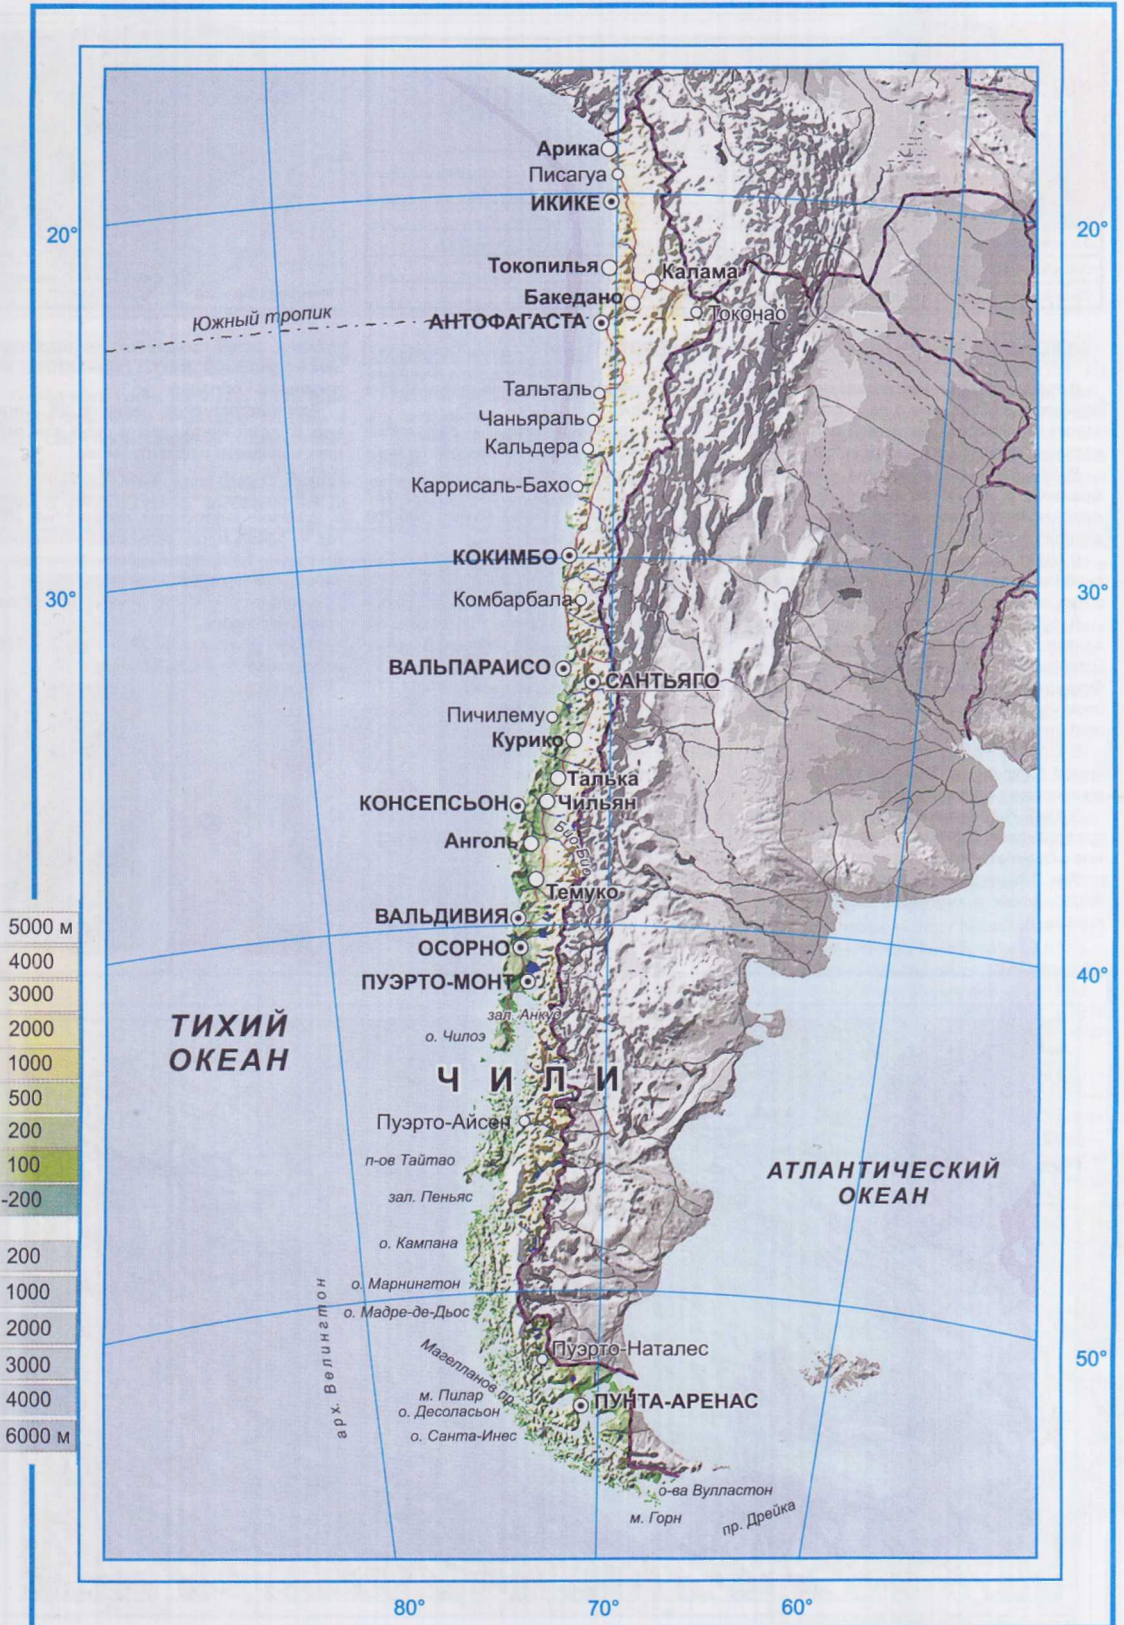 Арика
Писагуа
ИКИКЕ
20°
20°
Токопилья
Калама
Бакедано
Токонао
Южный тропик
АНТОФАГАСТА
Тальталь
Чаньяраль
Кальдера
Каррисаль-Бахо
КОКИМБО
30°
30°
Комбарбала
ВАЛЬПАРАИСО
САНТЬЯГО
Пичилему
Курико
Талька
КОНСЕПСЬОН
Чильян
Био-Био
Анголь
Темуко
ВАЛЬДИВИЯ
ОСОРНО
ПУЭРТО-МОНТ
40°
40°
зал. Анкуд
о. Чилоэ
ТИХИЙ
ОКЕАН
ЧИЛИ
Пуэрто-Айсен
п-ов Тайтао
зал. Пеньяс
АТЛАНТИЧЕСКИЙ
ОКЕАН
о. Кампана
о. Марнингтон
о. Мадре-де-Дьос
арх. Велингтон
Магелланов пр.
Пуэрто-Наталес
50°
м. Пилар
о. Десоласьон
ПУНТА-АРЕНАС
о. Санта-Инес
о-ва Вулластон
м. Горн
пр. Дрейка
80°
70°
60°
5000 м
4000
3000
2000
1000
500
200
100
-200
200
1000
2000
3000
4000
6000 м